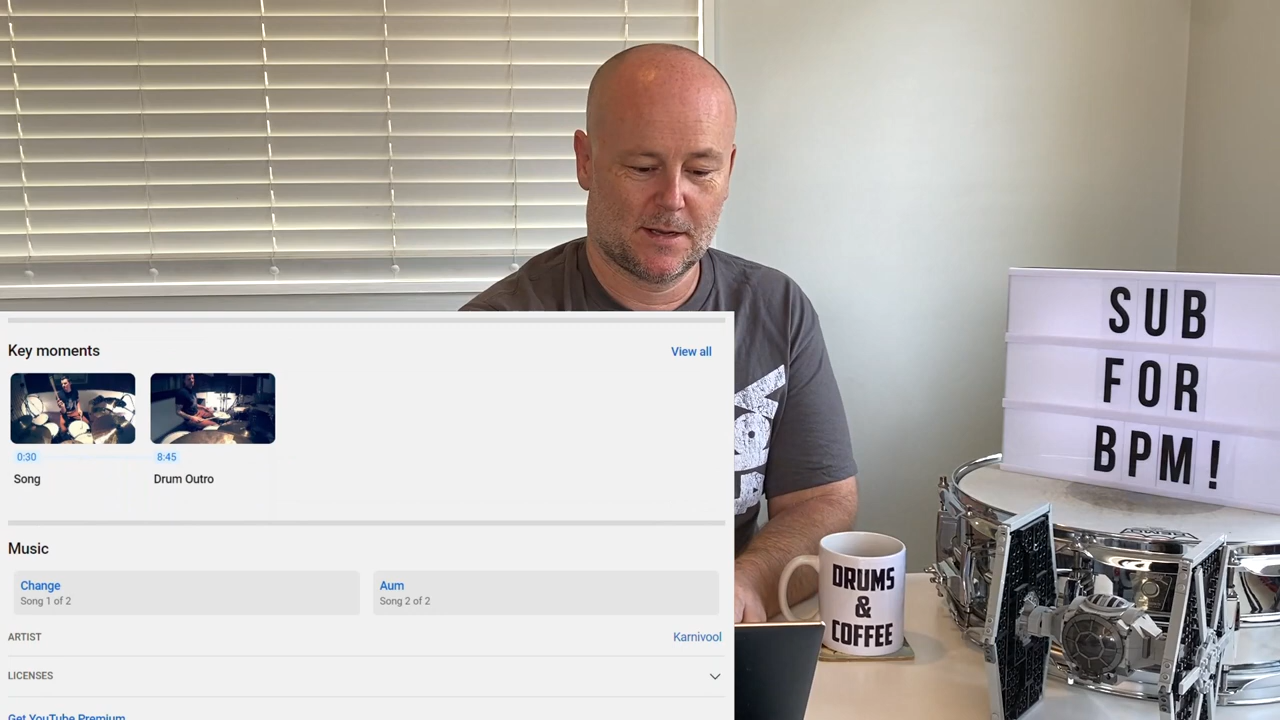 SUB
FOR
BPM!
Key moments
View all
0:30
8:45
Song
Drum Outro
Music
Change
Song 1 of 2
Aum
Song 2 of 2
ARTIST
Karnivool
LICENSES
Get YouTube Premium
DRUMS
&
COFFEE